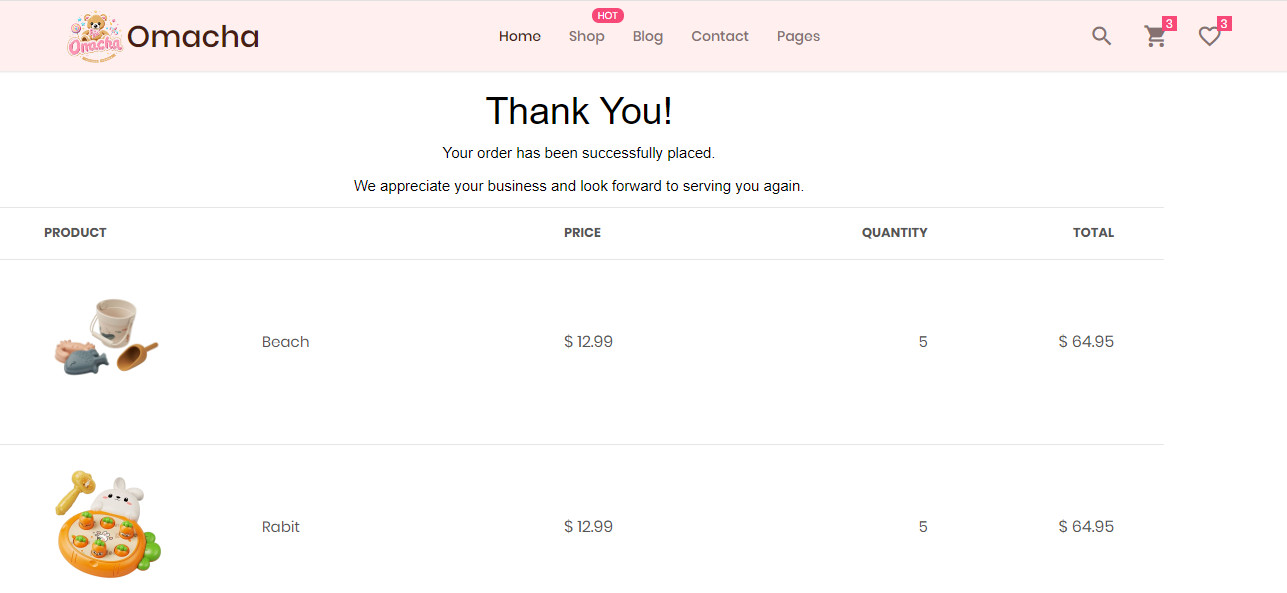 Omacha
Omacha
HOT
Home Shop Blog Contact Pages
3 3
Thank You!
Your order has been successfully placed.
We appreciate your business and look forward to serving you again.
PRODUCT PRICE QUANTITY TOTAL
Beach $ 12.99 5 $ 64.95
Rabit $ 12.99 5 $ 64.95